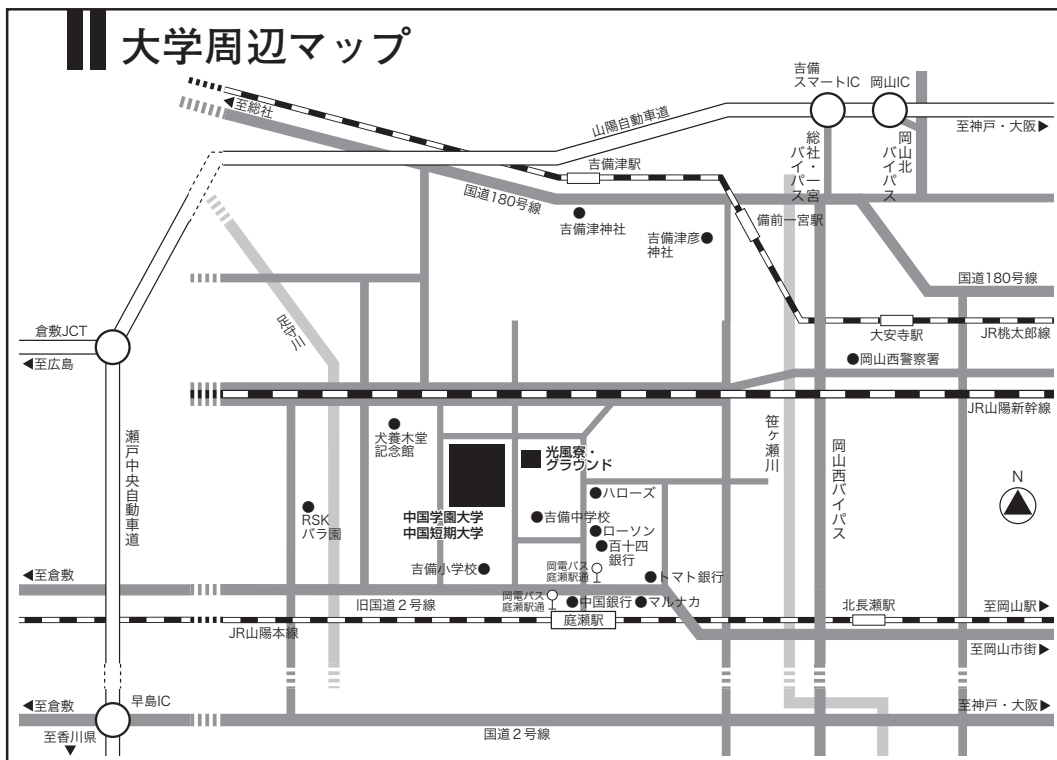 大学周辺マップ
吉備
スマートIC
岡山IC
至総社
山陽自動車道
至神戸・大阪
総社・一宮
バイパス
岡山北
バイパス
吉備津駅
国道180号線
備前一宮駅
吉備津神社
吉備津彦
神社
国道180号線
足守川
倉敷JCT
至広島
大安寺駅
JR桃太郎線
岡山西警察署
JR山陽新幹線
瀬戸中央自動車道
犬養木堂
記念館
光風寮・
グラウンド
笹ヶ瀬川
岡山西バイパス
N
ハローズ
RSK
バラ園
中国学園大学
中国短期大学
吉備中学校
ローソン
百十四
銀行
吉備小学校
岡電バス
庭瀬駅通
トマト銀行
至倉敷
旧国道2号線
岡電バス
庭瀬駅通
中国銀行
マルナカ
北長瀬駅
至岡山駅
JR山陽本線
庭瀬駅
至岡山市街
至倉敷
早島IC
至神戸・大阪
至香川県
国道2号線